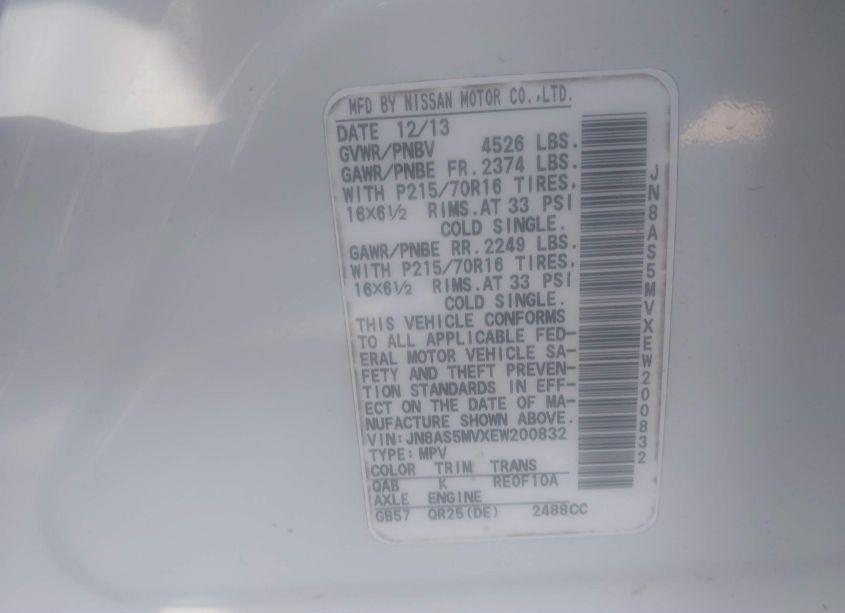 MFD BY NISSAN MOTOR CO.,LTD.
DATE 12/13
GVWR/PNBV 4526 LBS.
GAWR/PNBE FR. 2374 LBS.
WITH P215/70R16 TIRES,
16X6½ RIMS. AT 33 PSI
COLD SINGLE.
GAWR/PNBE RR. 2249 LBS.
WITH P215/70R16 TIRES,
16X6½ RIMS. AT 33 PSI
COLD SINGLE.
THIS VEHICLE CONFORMS
TO ALL APPLICABLE FED-
ERAL MOTOR VEHICLE SA-
FETY AND THEFT PREVEN-
TION STANDARDS IN EFF-
ECT ON THE DATE OF MA-
NUFACTURE SHOWN ABOVE.
VIN:JN8AS5MVXEW200832
TYPE:MPV
COLOR TRIM TRANS
QAB K RE0F10A
AXLE ENGINE
GB57 QR25(DE) 2488CC
JN8AS5MVXEW200832